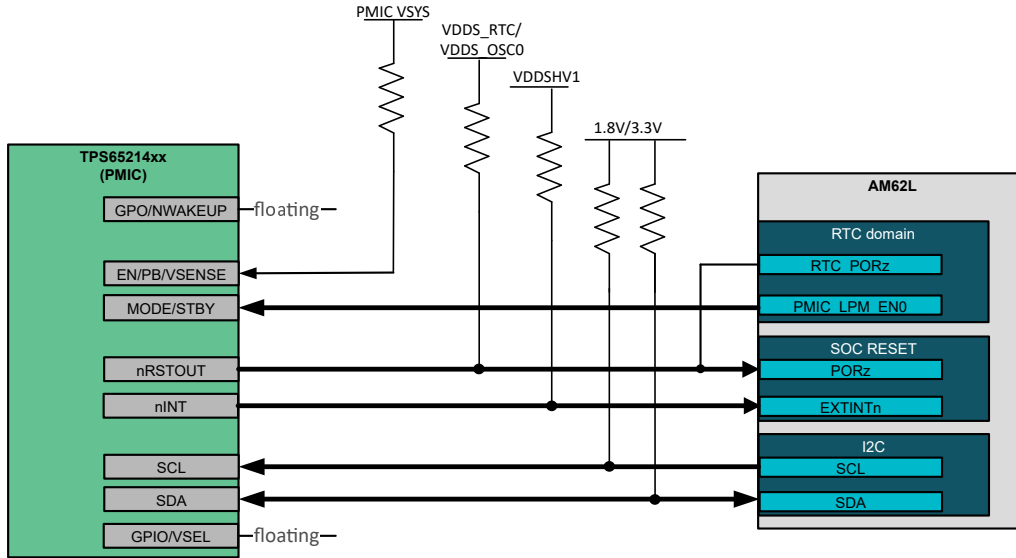 PMIC VSYS
VDDS_RTC/
VDDS_OSC0
VDDSHV1
1.8V/3.3V
TPS65214xx
(PMIC)
GPO/NWAKEUP
floating
EN/PB/VSENSE
MODE/STBY
nRSTOUT
nINT
SCL
SDA
GPIO/VSEL
floating
AM62L
RTC domain
RTC_PORz
PMIC_LPM_EN0
SOC RESET
PORz
EXTINTn
I2C
SCL
SDA